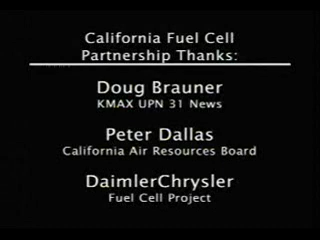 California Fuel Cell
Partnership Thanks:
Doug Brauner
KMAX UPN 31 News
Peter Dallas
California Air Resources Board
DaimlerChrysler
Fuel Cell Project